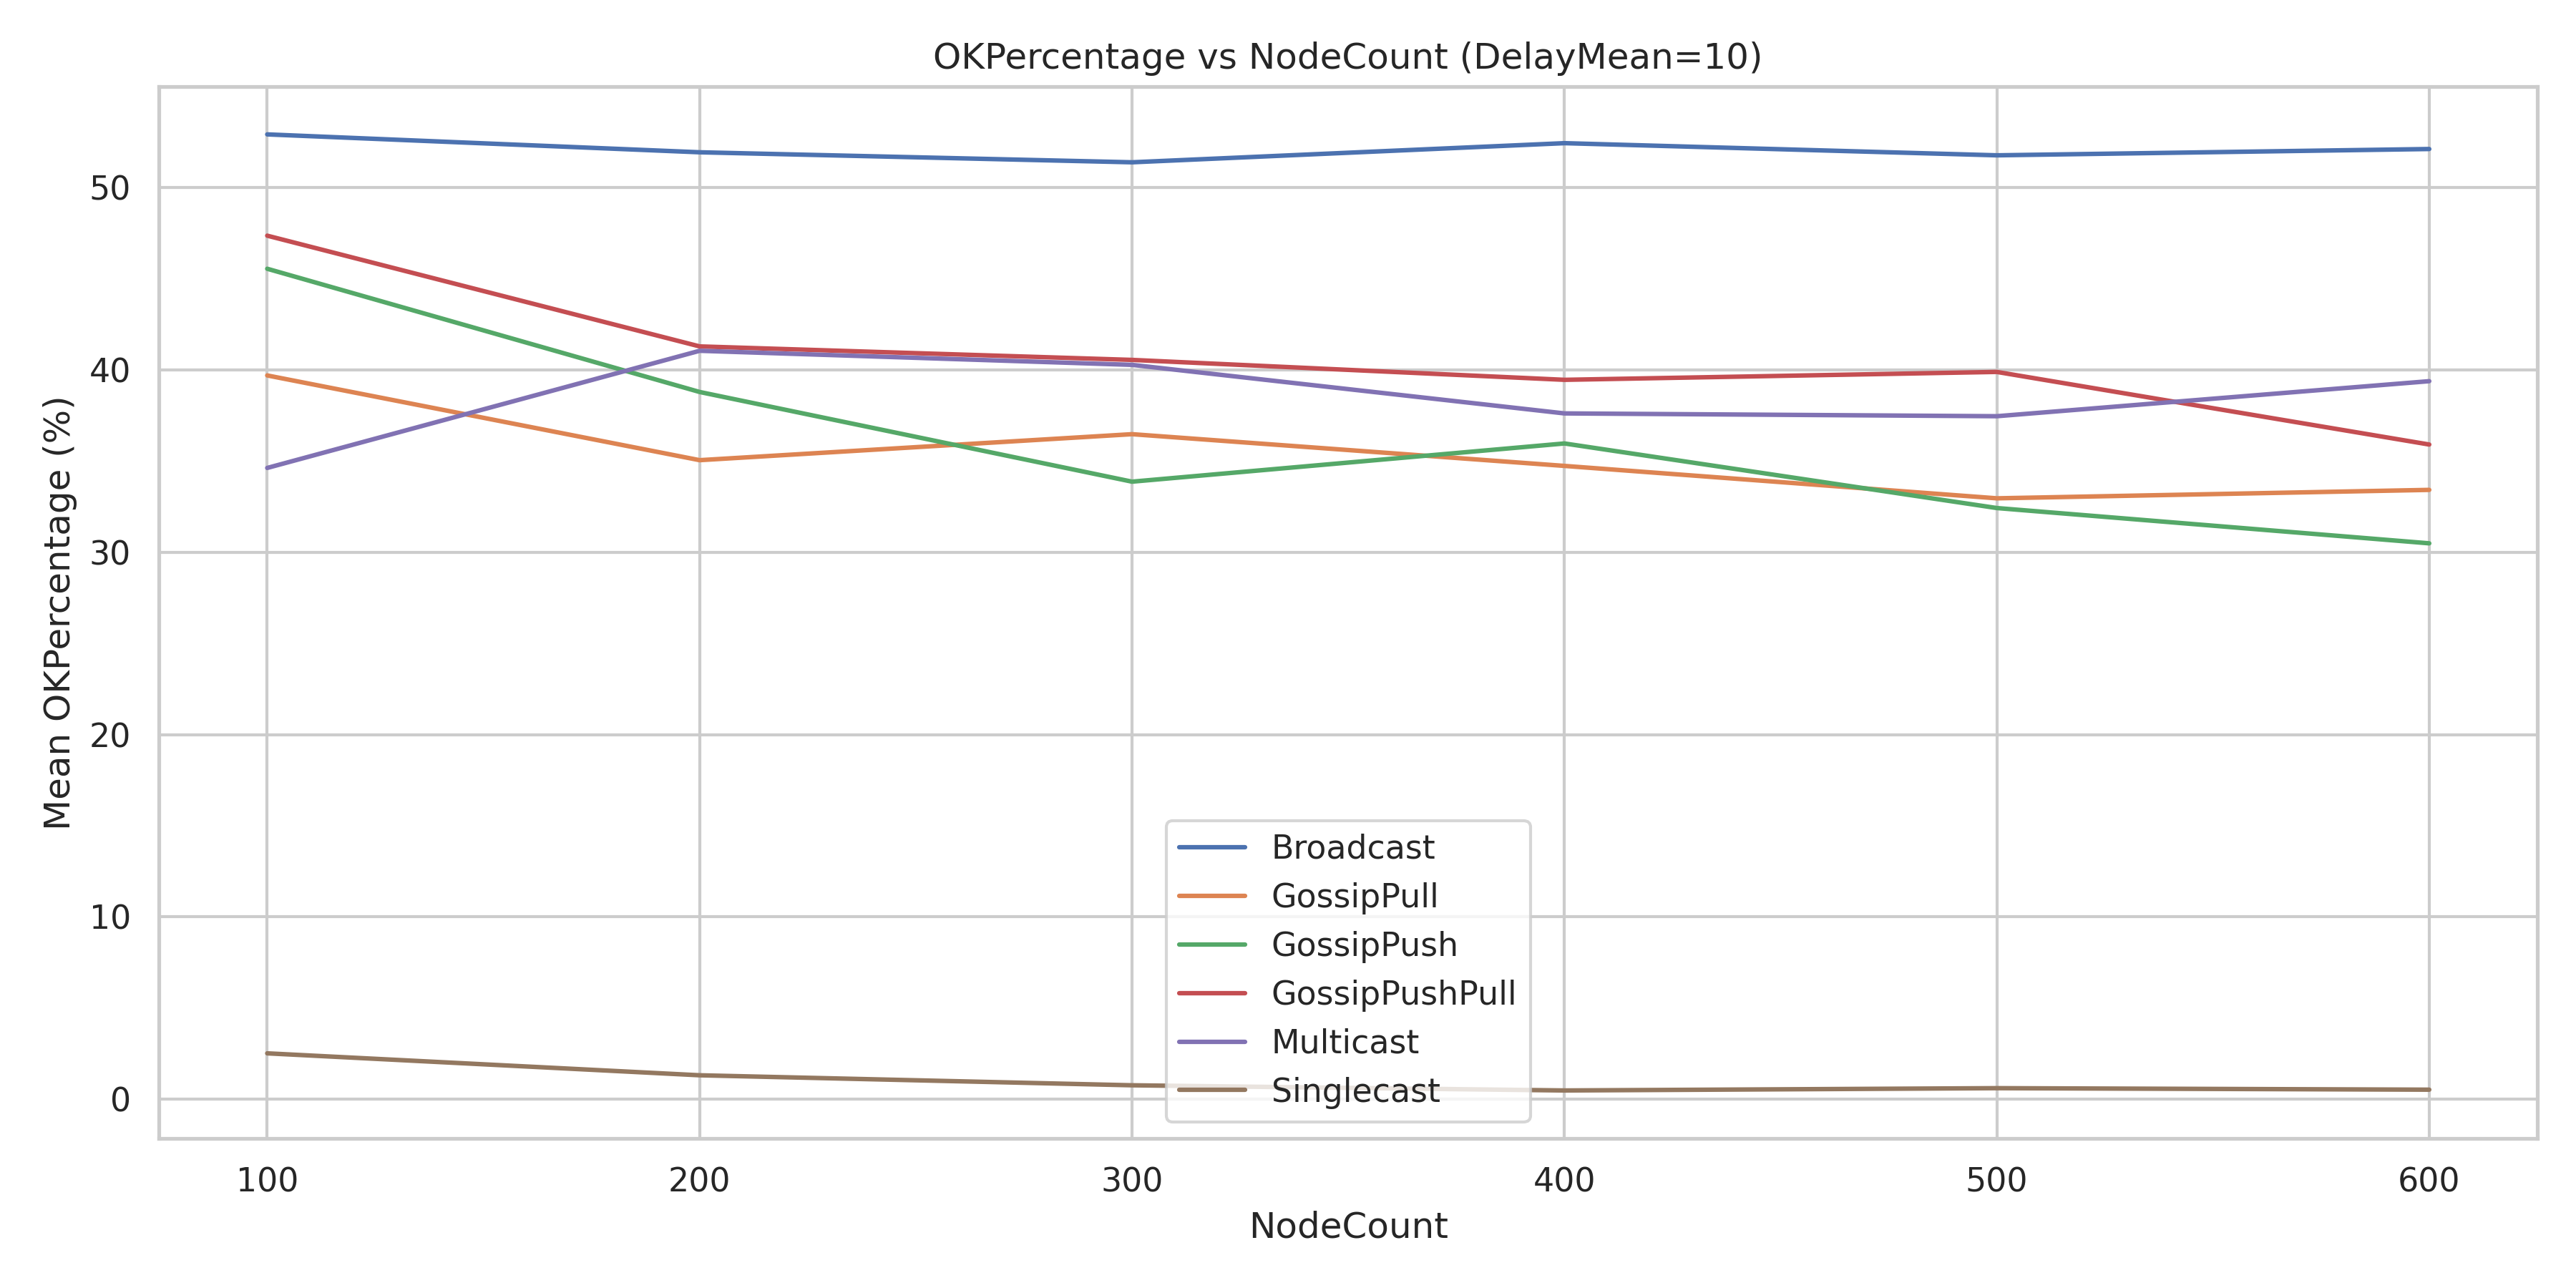 OKPercentage vs NodeCount (DelayMean=10)
Mean OKPercentage (%)
50
40
30
20
10
0
Broadcast
GossipPull
GossipPush
GossipPushPull
Multicast
Singlecast
100 200 300 400 500 600
NodeCount